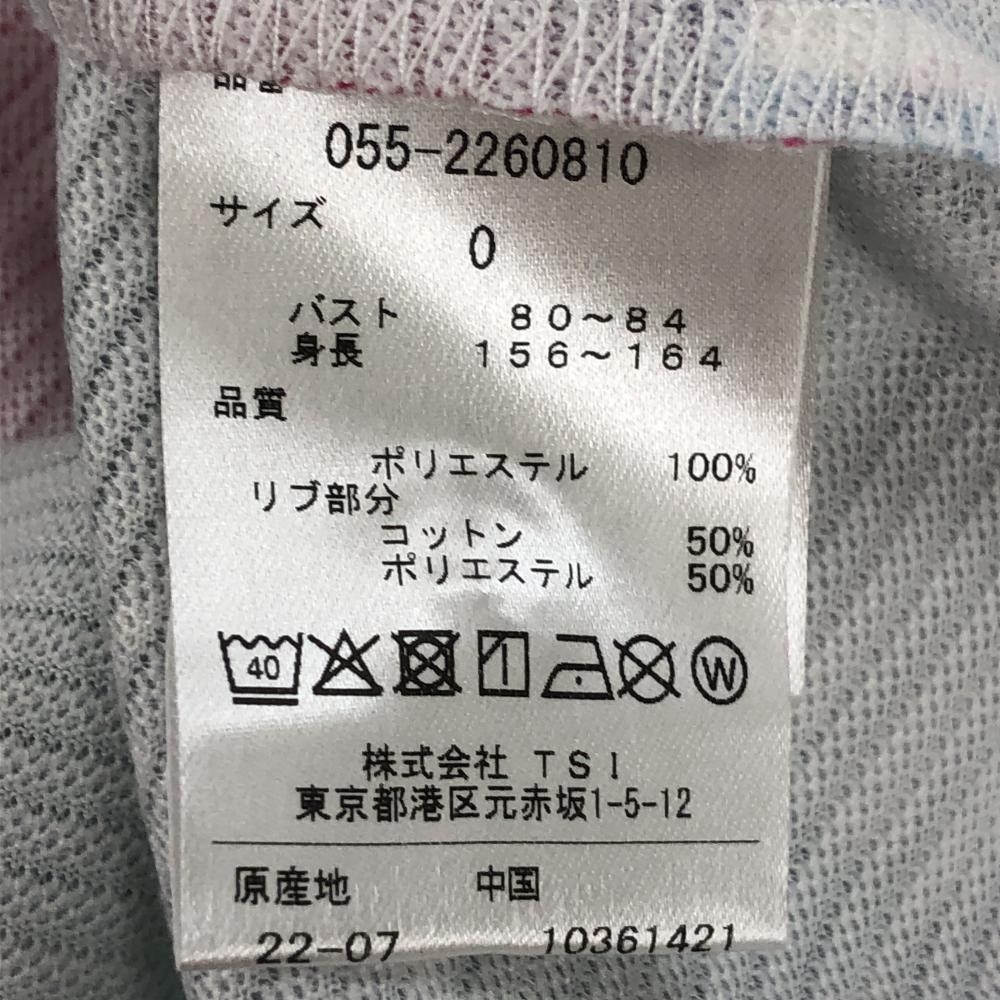 品番
055-2260810
サイズ
0
バスト 80～84
身長 156～164
品質
ポリエステル 100%
リブ部分
コットン 50%
ポリエステル 50%
40 W
株式会社 TSI
東京都港区元赤坂1-5-12
原産地 中国
22-07 10361421